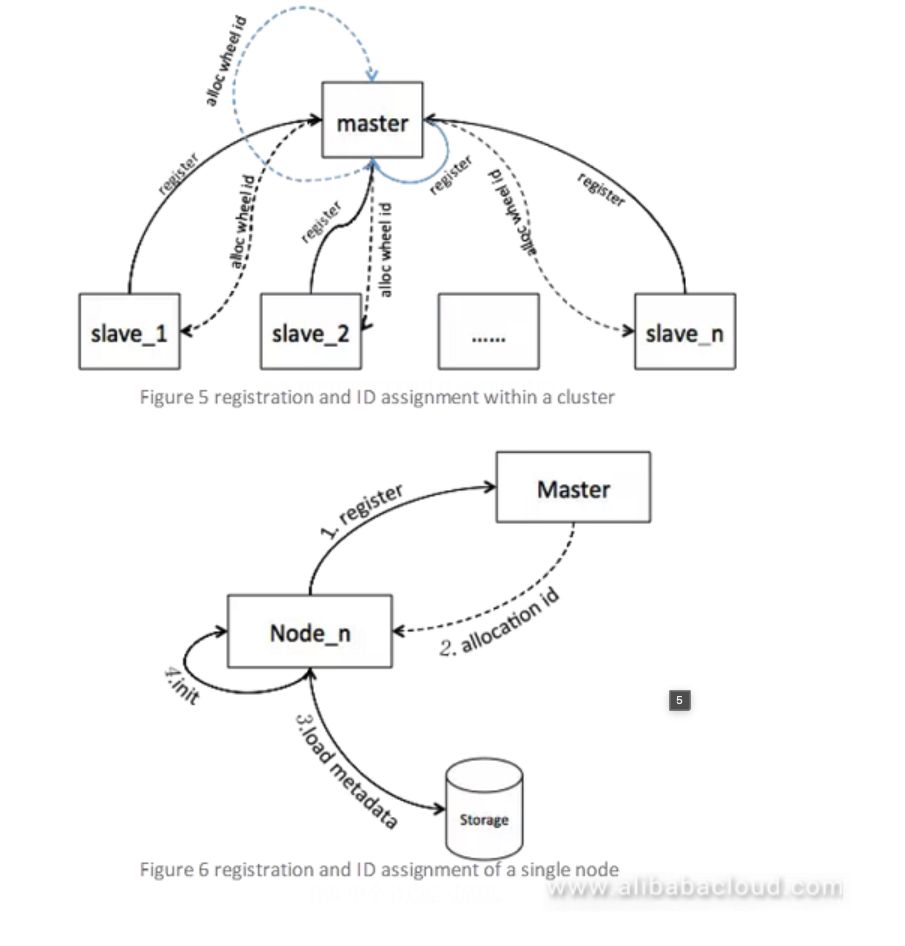 alloc wheel id
master
register
alloc wheel id
register
alloc wheel id
register
alloc wheel id
register
slave_1
slave_2
......
slave_n
Figure 5 registration and ID assignment within a cluster
Master
1. register
Node_n
2. allocation id
4.init
5
3.load metadata
Storage
Figure 6 registration and ID assignment of a single node
www.alibabacloud.com